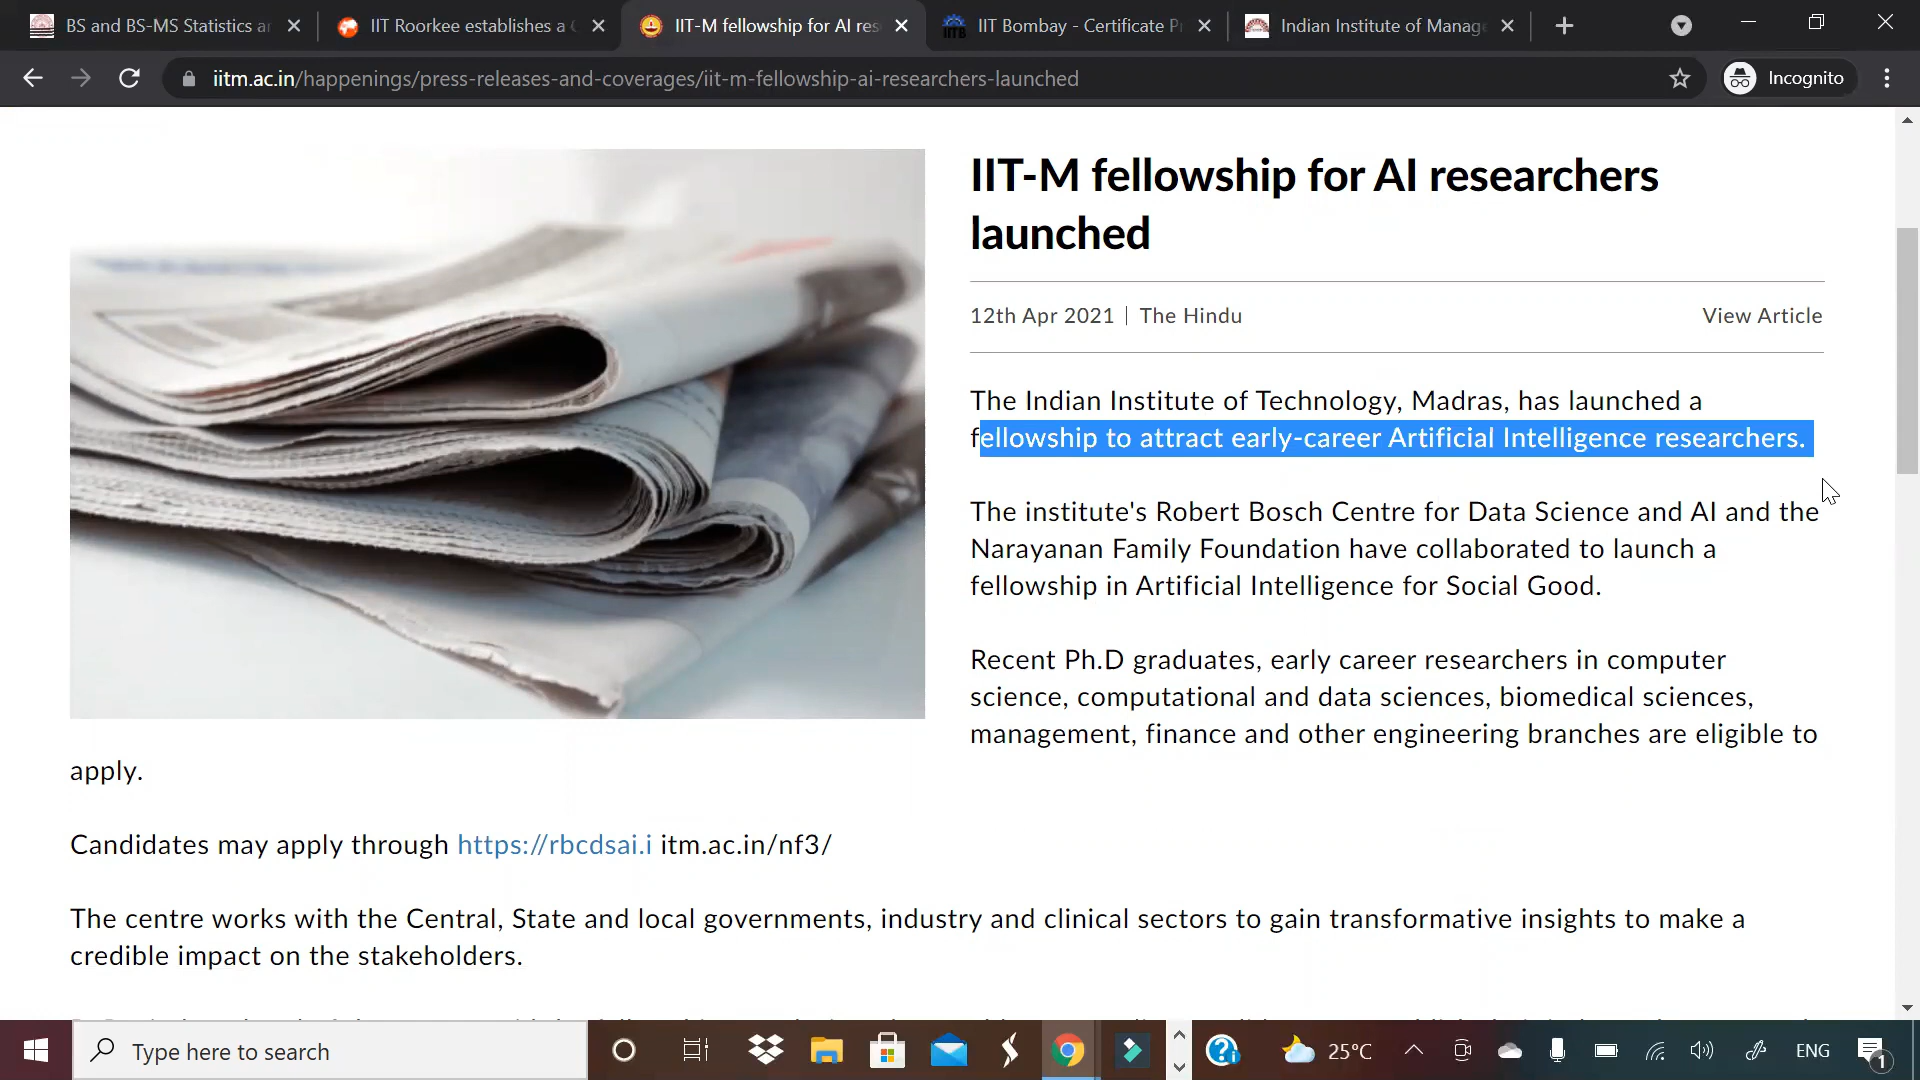 BS and BS-MS Statistics ar
IIT Roorkee establishes a C
IIT-M fellowship for AI res
IIT Bombay - Certificate Pr
Indian Institute of Manag
iitm.ac.in/happenings/press-releases-and-coverages/iit-m-fellowship-ai-researchers-launched
Incognito
IIT-M fellowship for AI researchers
launched
12th Apr 2021 | The Hindu
View Article
The Indian Institute of Technology, Madras, has launched a
fellowship to attract early-career Artificial Intelligence researchers.
The institute's Robert Bosch Centre for Data Science and AI and the
Narayanan Family Foundation have collaborated to launch a
fellowship in Artificial Intelligence for Social Good.
Recent Ph.D graduates, early career researchers in computer
science, computational and data sciences, biomedical sciences,
management, finance and other engineering branches are eligible to
apply.
Candidates may apply through https://rbcdsai.i itm.ac.in/nf3/
The centre works with the Central, State and local governments, industry and clinical sectors to gain transformative insights to make a
credible impact on the stakeholders.
Type here to search
25°C
ENG
1